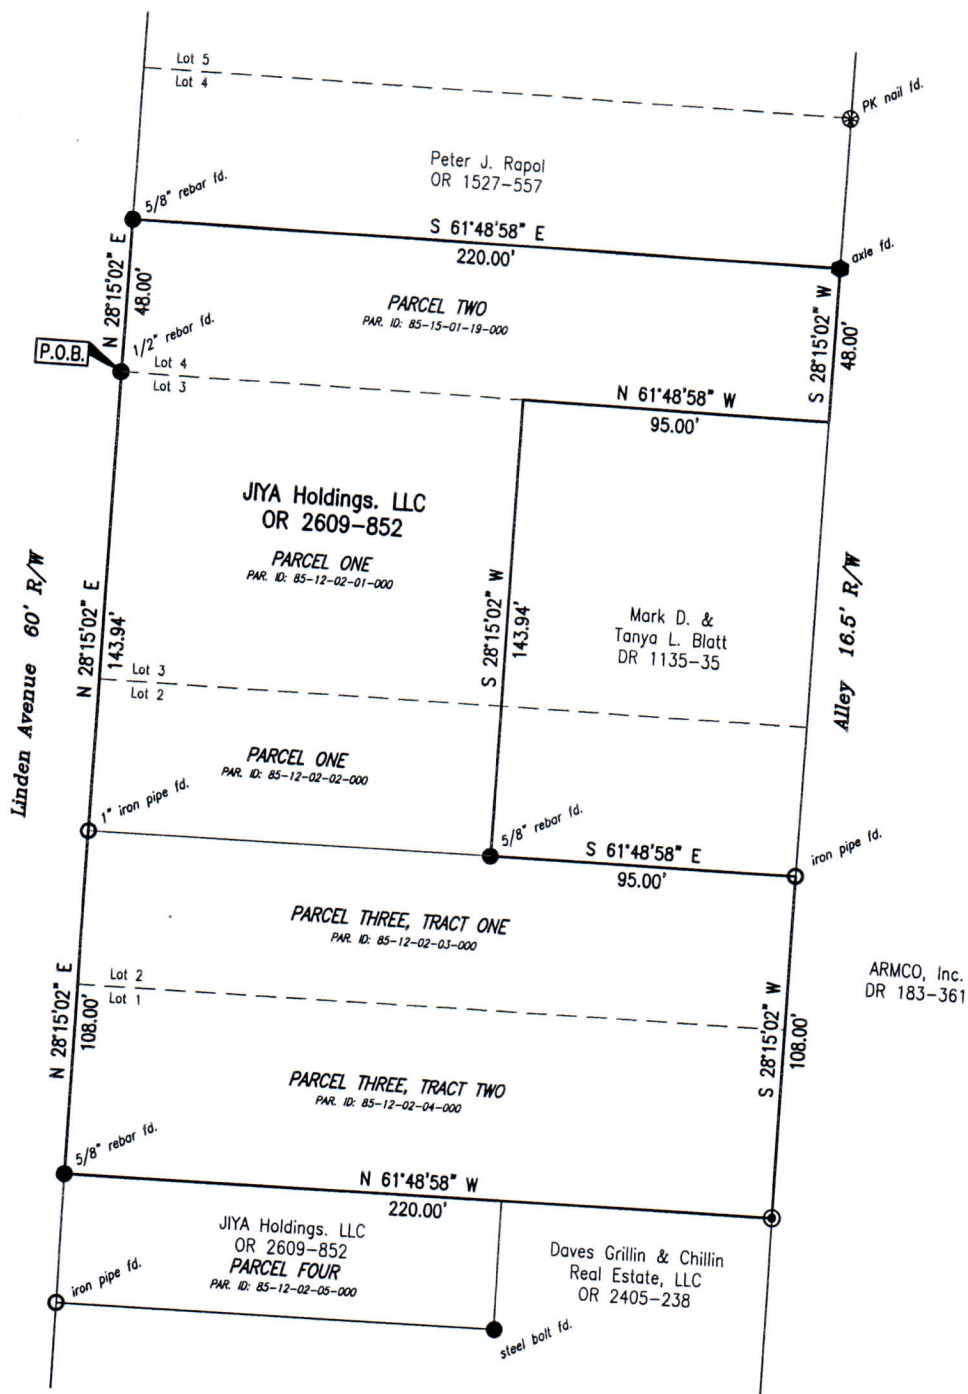 Lot 5
Lot 4
PK nail fd.
Peter J. Rapol
OR 1527-557
5/8" rebar fd.
S 61°48'58" E
220.00'
axle fd.
N 28°15'02" E
48.00'
PARCEL TWO
PAR. ID: 85-15-01-19-000
S 28°15'02" W
48.00'
1/2" rebar fd.
P.O.B.
Lot 4
Lot 3
N 61°48'58" W
95.00'
JIYA Holdings. LLC
OR 2609-852
PARCEL ONE
PAR. ID: 85-12-02-01-000
Linden Avenue 60' R/W
N 28°15'02" E
143.94'
S 28°15'02" W
143.94'
Mark D. &
Tanya L. Blatt
DR 1135-35
Alley 16.5' R/W
Lot 3
Lot 2
PARCEL ONE
PAR. ID: 85-12-02-02-000
1" iron pipe fd.
5/8" rebar fd.
S 61°48'58" E
95.00'
iron pipe fd.
PARCEL THREE, TRACT ONE
PAR. ID: 85-12-02-03-000
ARMCO, Inc.
DR 183-361
N 28°15'02" E
108.00'
Lot 2
Lot 1
S 28°15'02" W
108.00'
PARCEL THREE, TRACT TWO
PAR. ID: 85-12-02-04-000
5/8" rebar fd.
N 61°48'58" W
220.00'
JIYA Holdings. LLC
OR 2609-852
PARCEL FOUR
PAR. ID: 85-12-02-05-000
Daves Grillin & Chillin
Real Estate, LLC
OR 2405-238
iron pipe fd.
steel bolt fd.